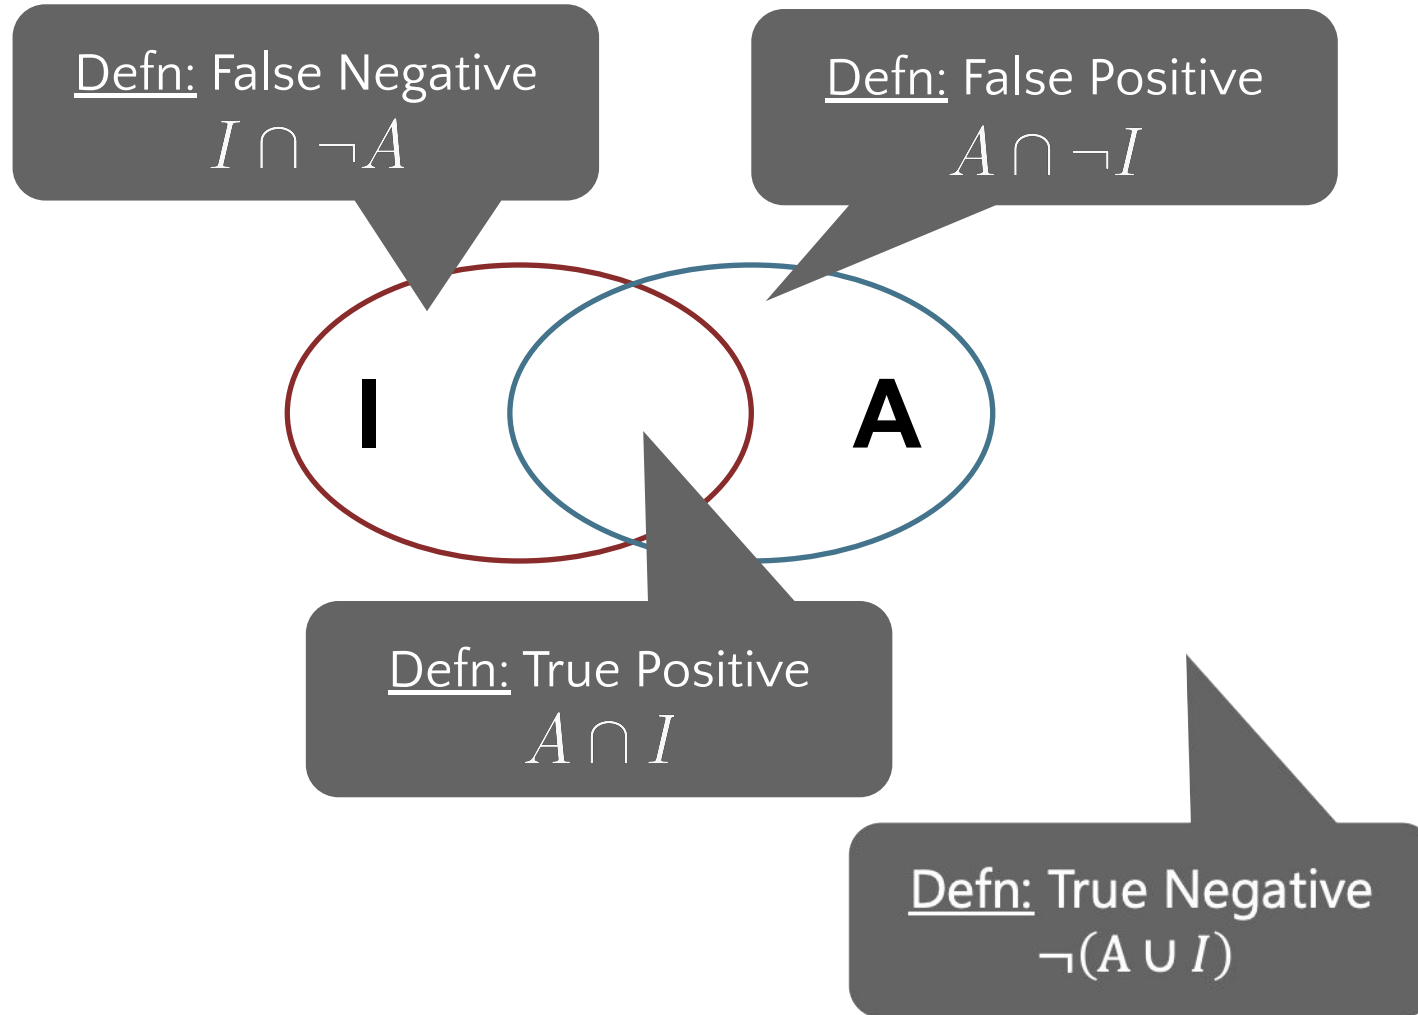 Defn: False Negative
I ∩ ¬A
Defn: False Positive
A ∩ ¬I
I
A
Defn: True Positive
A ∩ I
Defn: True Negative
¬(A ∪ I)